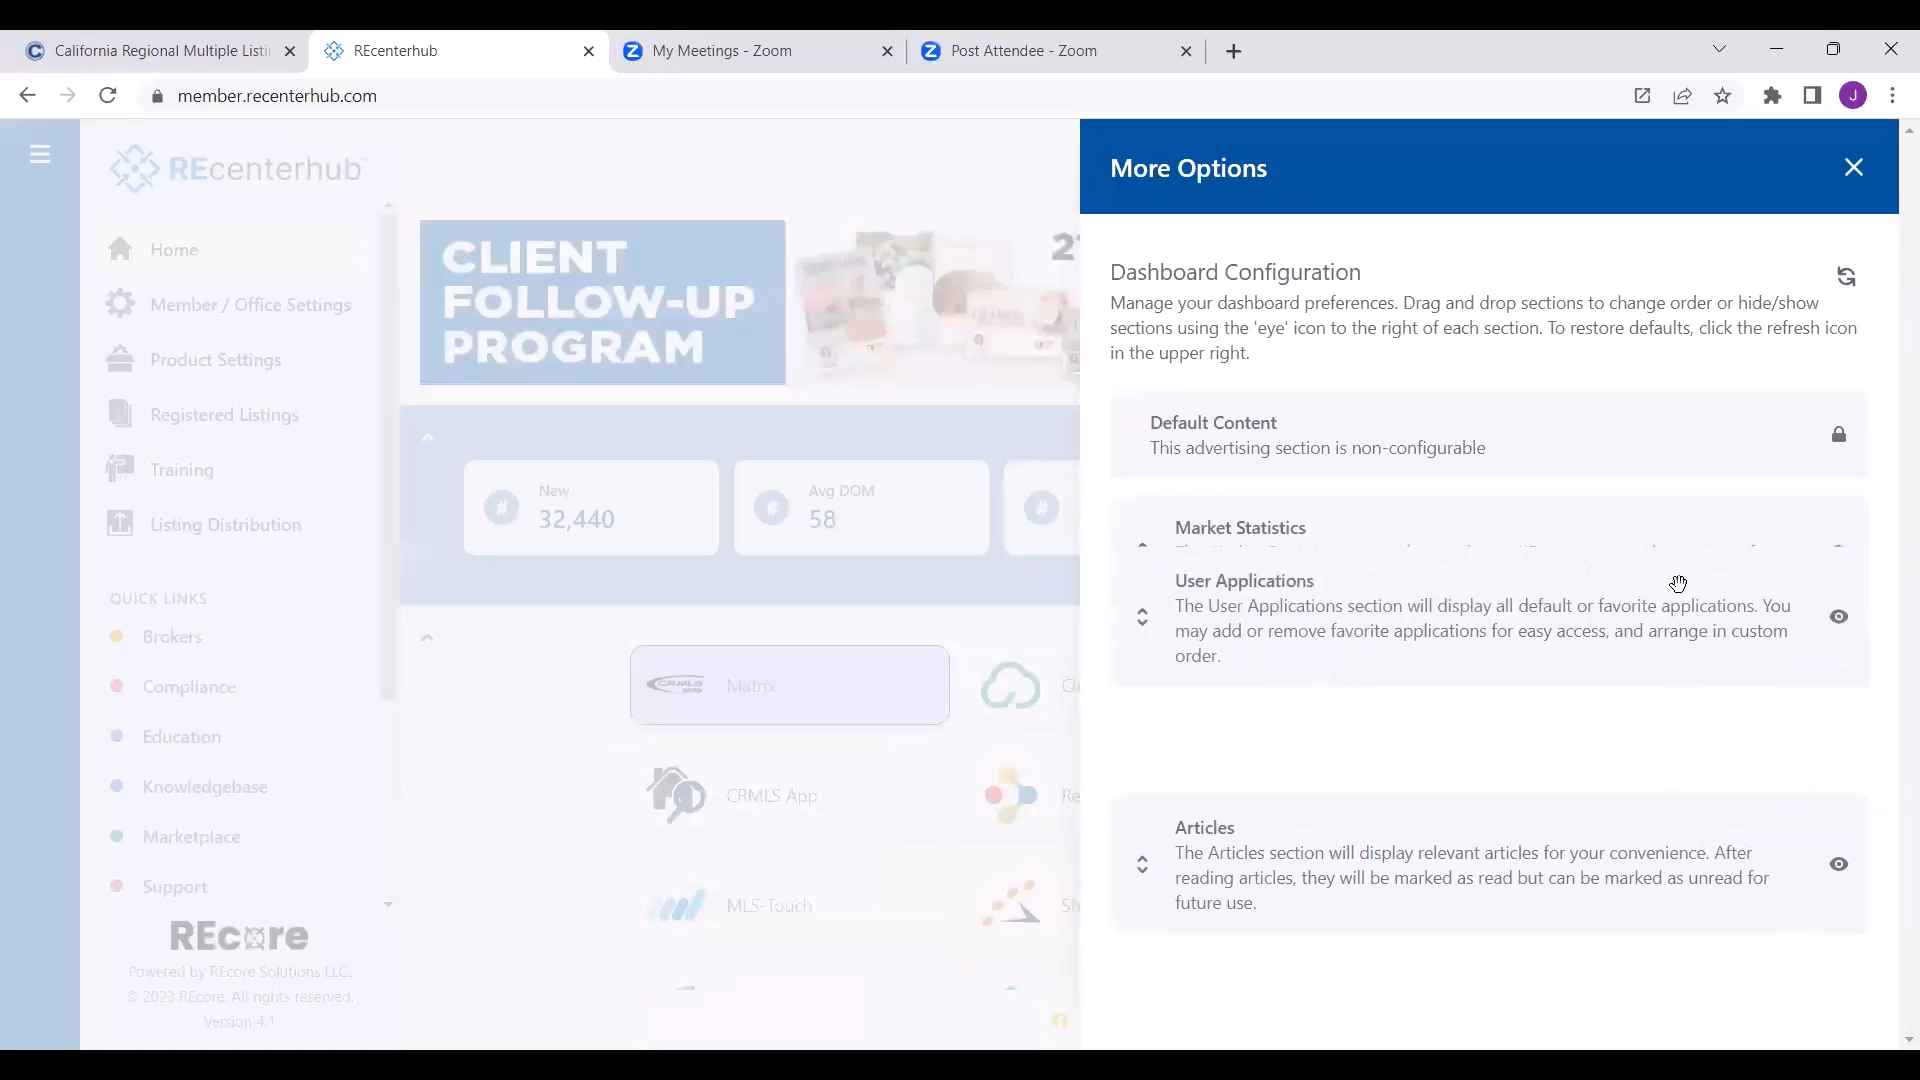 California Regional Multiple Listi
REcenterhub
My Meetings - Zoom
Post Attendee - Zoom
member.recenterhub.com
J
REcenterhub
Home
Member / Office Settings
Product Settings
Registered Listings
Training
Listing Distribution
QUICK LINKS
Brokers
Compliance
Education
Knowledgebase
Marketplace
Support
REcore
Powered by REcore Solutions LLC.
© 2023 REcore. All rights reserved.
Version 4.1
CLIENT
FOLLOW-UP
PROGRAM
New
32,440
Avg DOM
58
Matrix
CRMLS App
MLS-Touch
More Options
Dashboard Configuration
Manage your dashboard preferences. Drag and drop sections to change order or hide/show
sections using the 'eye' icon to the right of each section. To restore defaults, click the refresh icon
in the upper right.
Default Content
This advertising section is non-configurable
Market Statistics
User Applications
The User Applications section will display all default or favorite applications. You
may add or remove favorite applications for easy access, and arrange in custom
order.
Articles
The Articles section will display relevant articles for your convenience. After
reading articles, they will be marked as read but can be marked as unread for
future use.